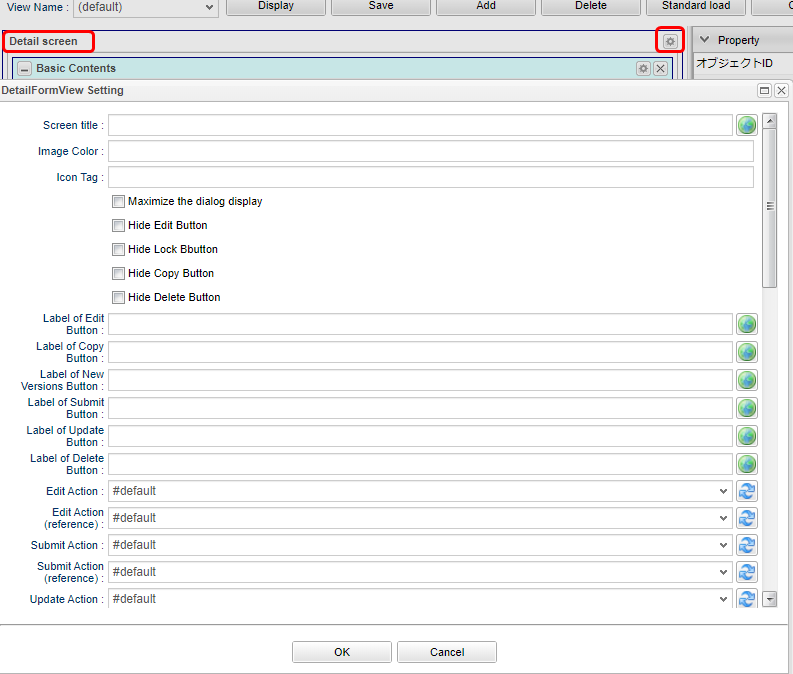 View Name : (default) Display Save Add Delete Standard load
Detail screen
Property
Basic Contents
オブジェクトID
DetailFormView Setting
Screen title :
Image Color :
Icon Tag :
Maximize the dialog display
Hide Edit Button
Hide Lock Bbutton
Hide Copy Button
Hide Delete Button
Label of Edit
Button :
Label of Copy
Button :
Label of New
Versions Button :
Label of Submit
Button :
Label of Update
Button :
Label of Delete
Button :
Edit Action : #default
Edit Action
(reference) : #default
Submit Action : #default
Submit Action
(reference) : #default
Update Action : #default
OK Cancel